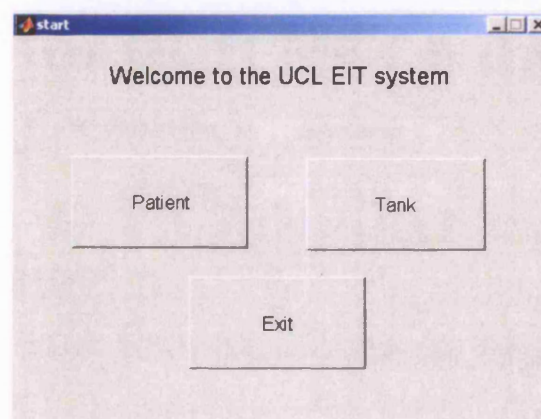 start
Welcome to the UCL EIT system
Patient
Tank
Exit